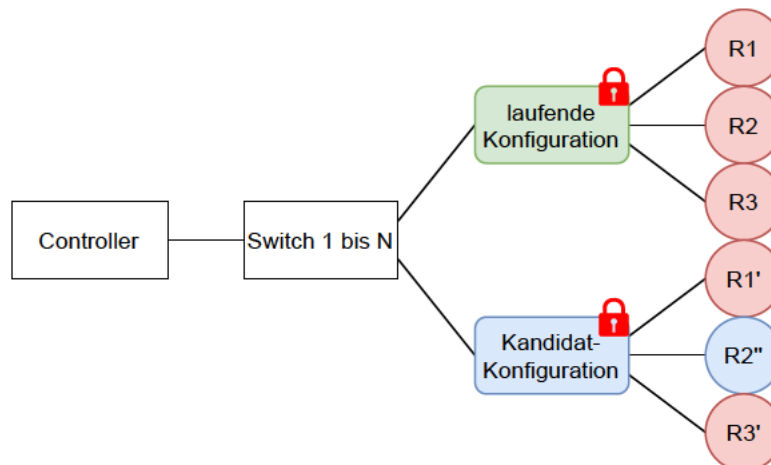 R1
laufende
Konfiguration
R2
R3
Controller
Switch 1 bis N
R1'
Kandidat-
Konfiguration
R2"
R3'